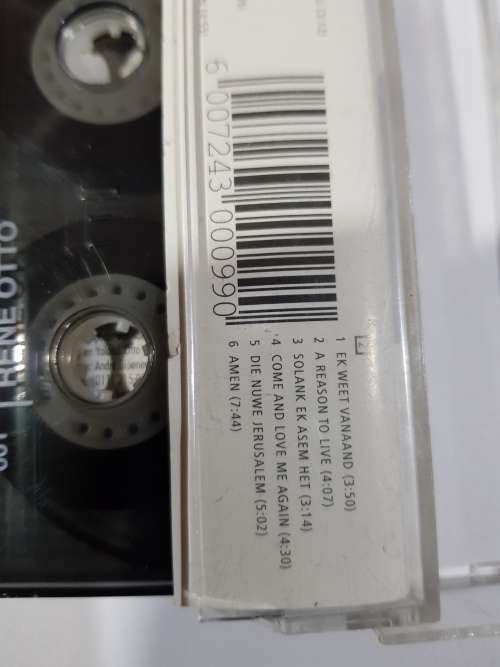 6 007243 000990
2
1 EK WEET VANAAND (3:50)
2 A REASON TO LIVE (4:07)
3 SOLANK EK ASEM HET (3:14)
4 COME AND LOVE ME AGAIN (4:30)
5 DIE NUWE JERUSALEM (5:02)
6 AMEN (7:44)
RENE OTTO